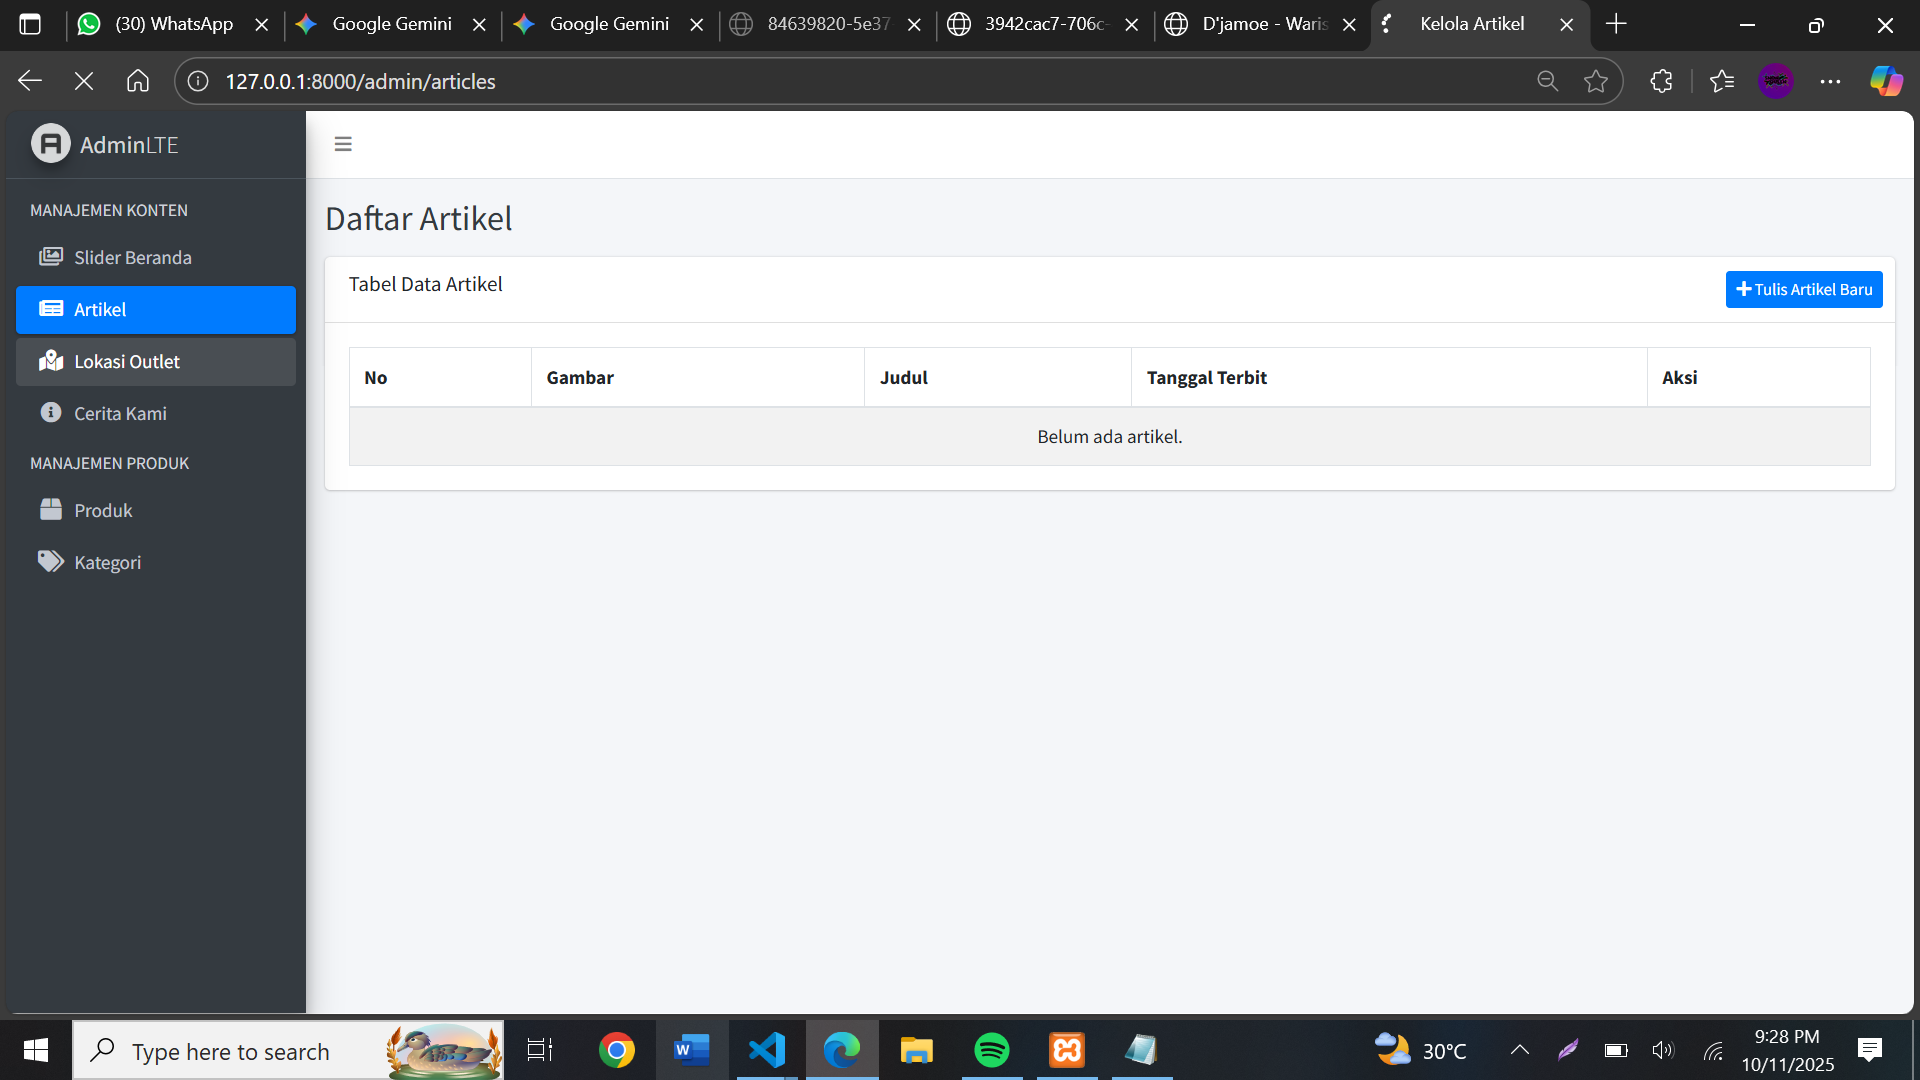 (30) WhatsApp
Google Gemini
Google Gemini
84639820-5e37
3942cac7-706c-
D'jamoe - Waris
Kelola Artikel
127.0.0.1:8000/admin/articles
AdminLTE
MANAJEMEN KONTEN
Slider Beranda
Artikel
Lokasi Outlet
Cerita Kami
MANAJEMEN PRODUK
Produk
Kategori
Daftar Artikel
Tabel Data Artikel
Tulis Artikel Baru
No Gambar Judul Tanggal Terbit Aksi
Belum ada artikel.
Type here to search
30°C
9:28 PM
10/11/2025